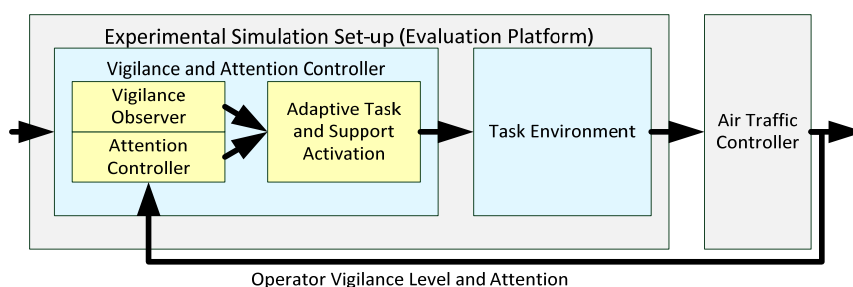 Experimental Simulation Set-up (Evaluation Platform)
Vigilance and Attention Controller
Vigilance
Observer
Attention
Controller
Adaptive Task
and Support
Activation
Task Environment
Air Traffic
Controller
Operator Vigilance Level and Attention